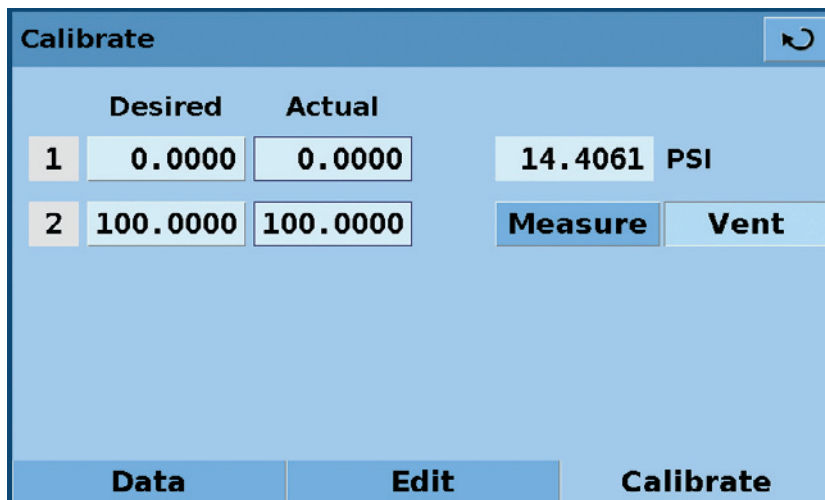 Calibrate
Desired Actual
1 0.0000 0.0000 14.4061 PSI
2 100.0000 100.0000 Measure Vent
Data Edit Calibrate